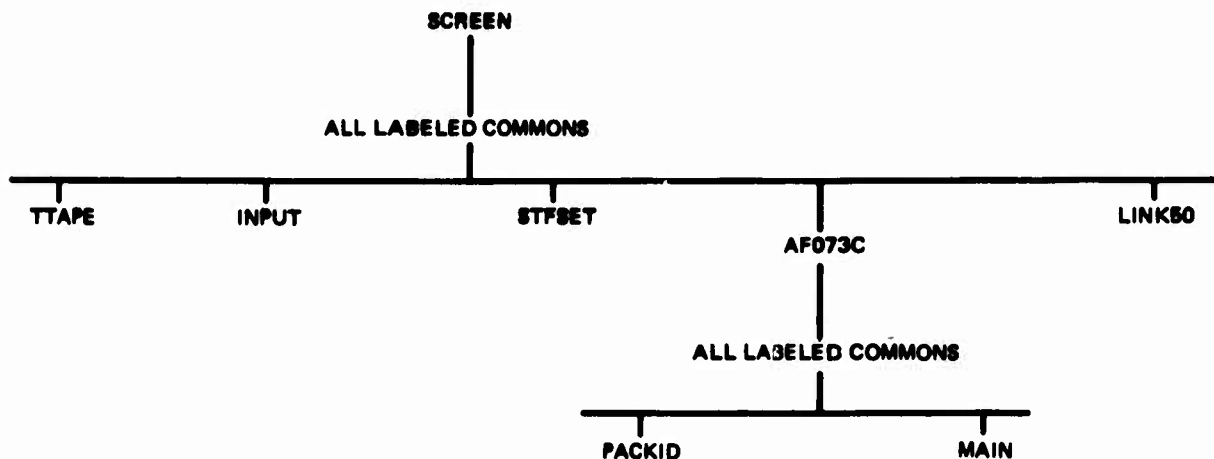 SCREEN
ALL LABELED COMMONS
TTAPE INPUT STFSET LINK50
AF073C
ALL LABELED COMMONS
PACKID MAIN